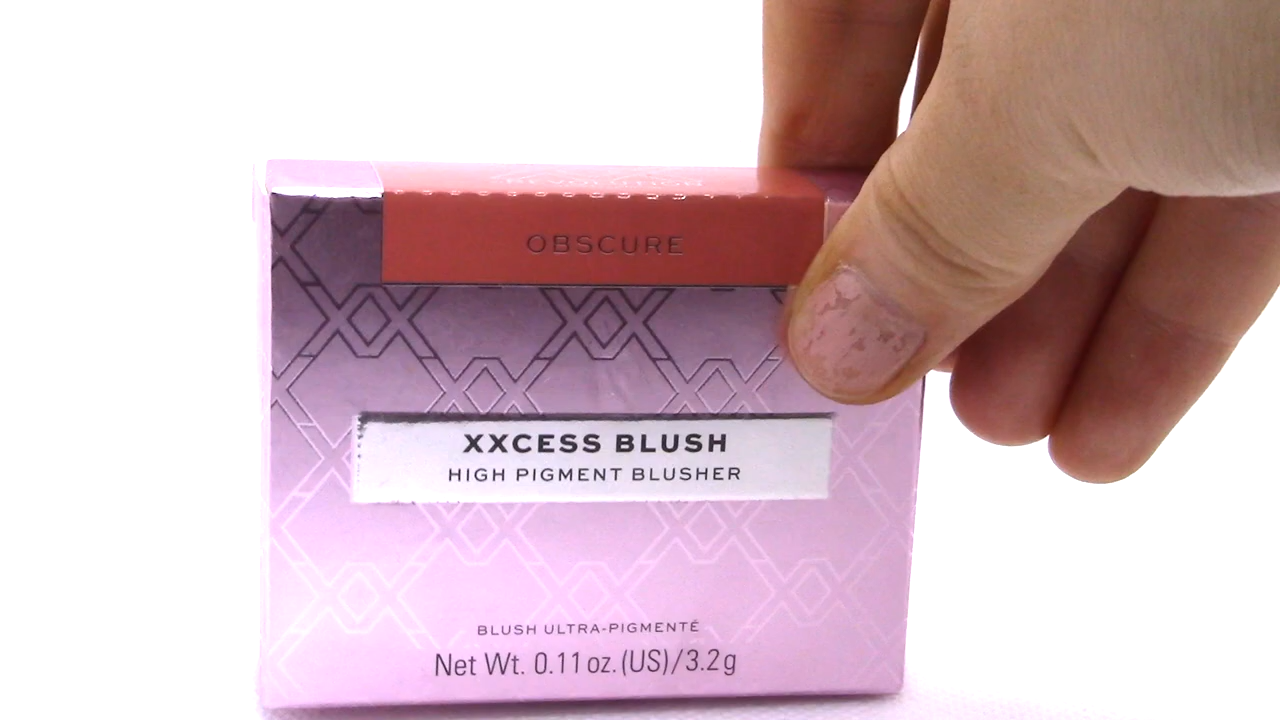 OBSCURE
XXCESS BLUSH
HIGH PIGMENT BLUSHER
BLUSH ULTRA-PIGMENTÉ
Net Wt. 0.11 oz. (US)/3.2g